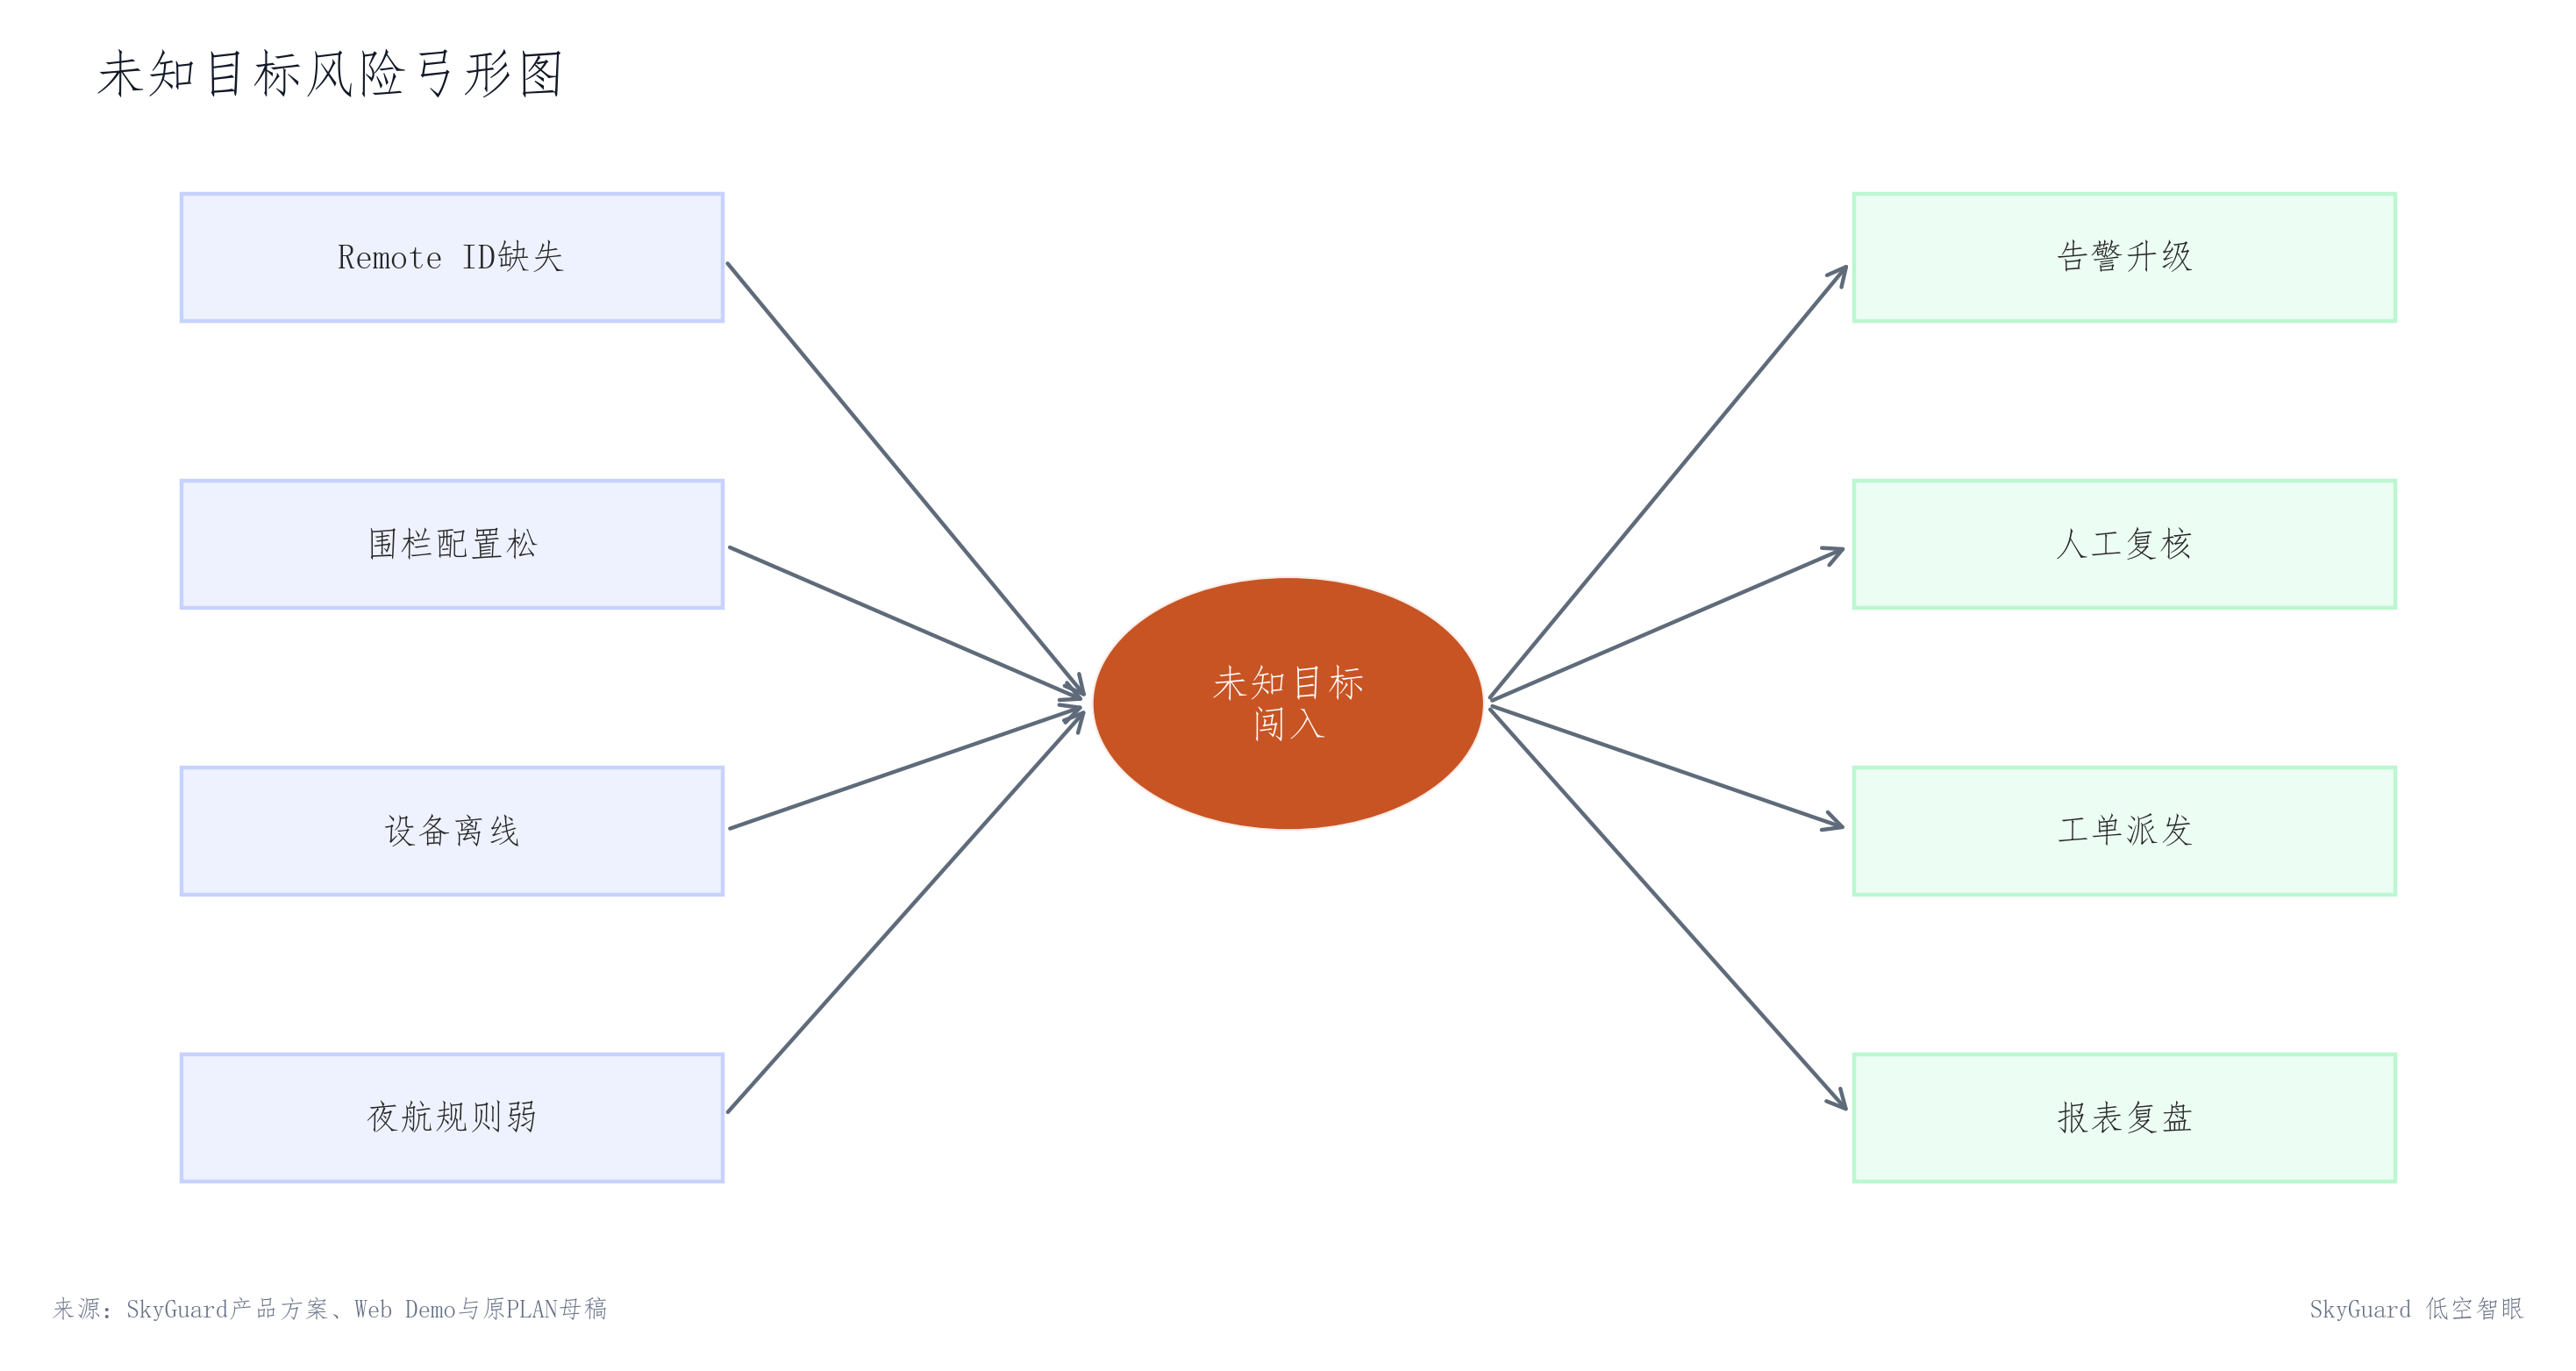 未知目标风险弓形图
Remote ID缺失
围栏配置松
设备离线
夜航规则弱
未知目标
闯入
告警升级
人工复核
工单派发
报表复盘
来源：SkyGuard产品方案、Web Demo与原PLAN母稿
SkyGuard 低空智眼